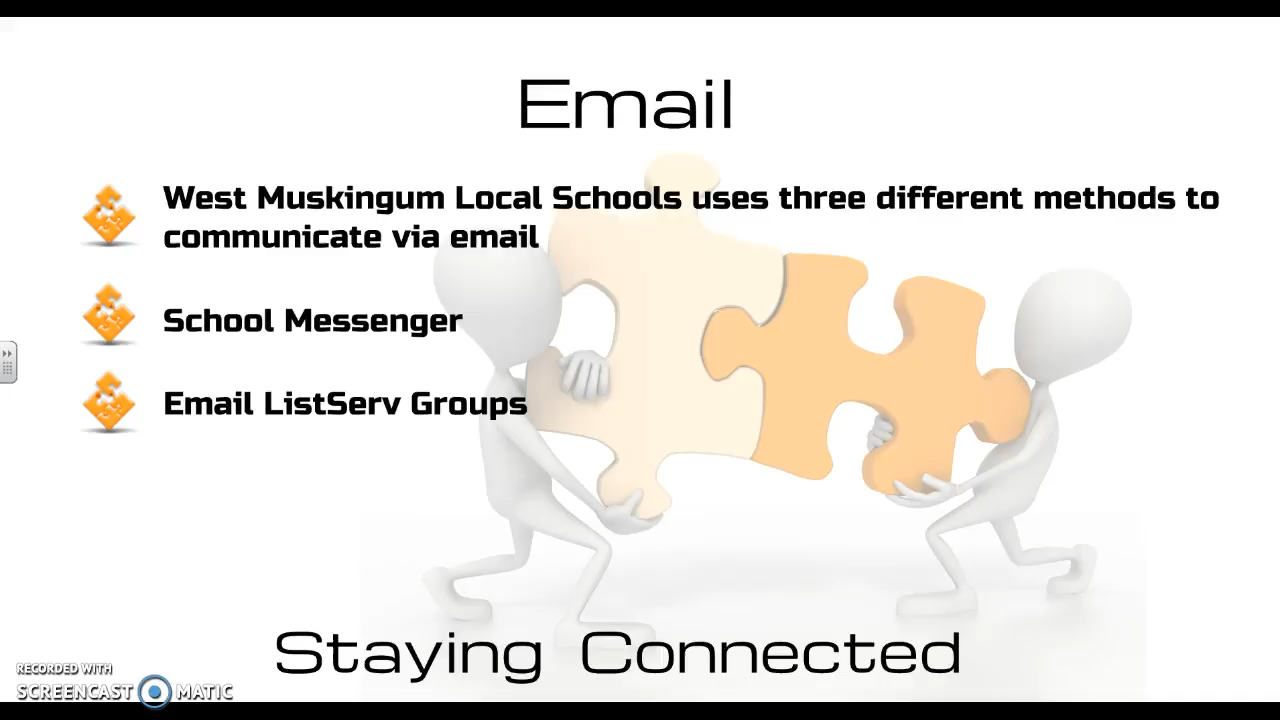 Email
West Muskingum Local Schools uses three different methods to
communicate via email
School Messenger
Email ListServ Groups
Staying Connected
RECORDED WITH
SCREENCAST MATIC